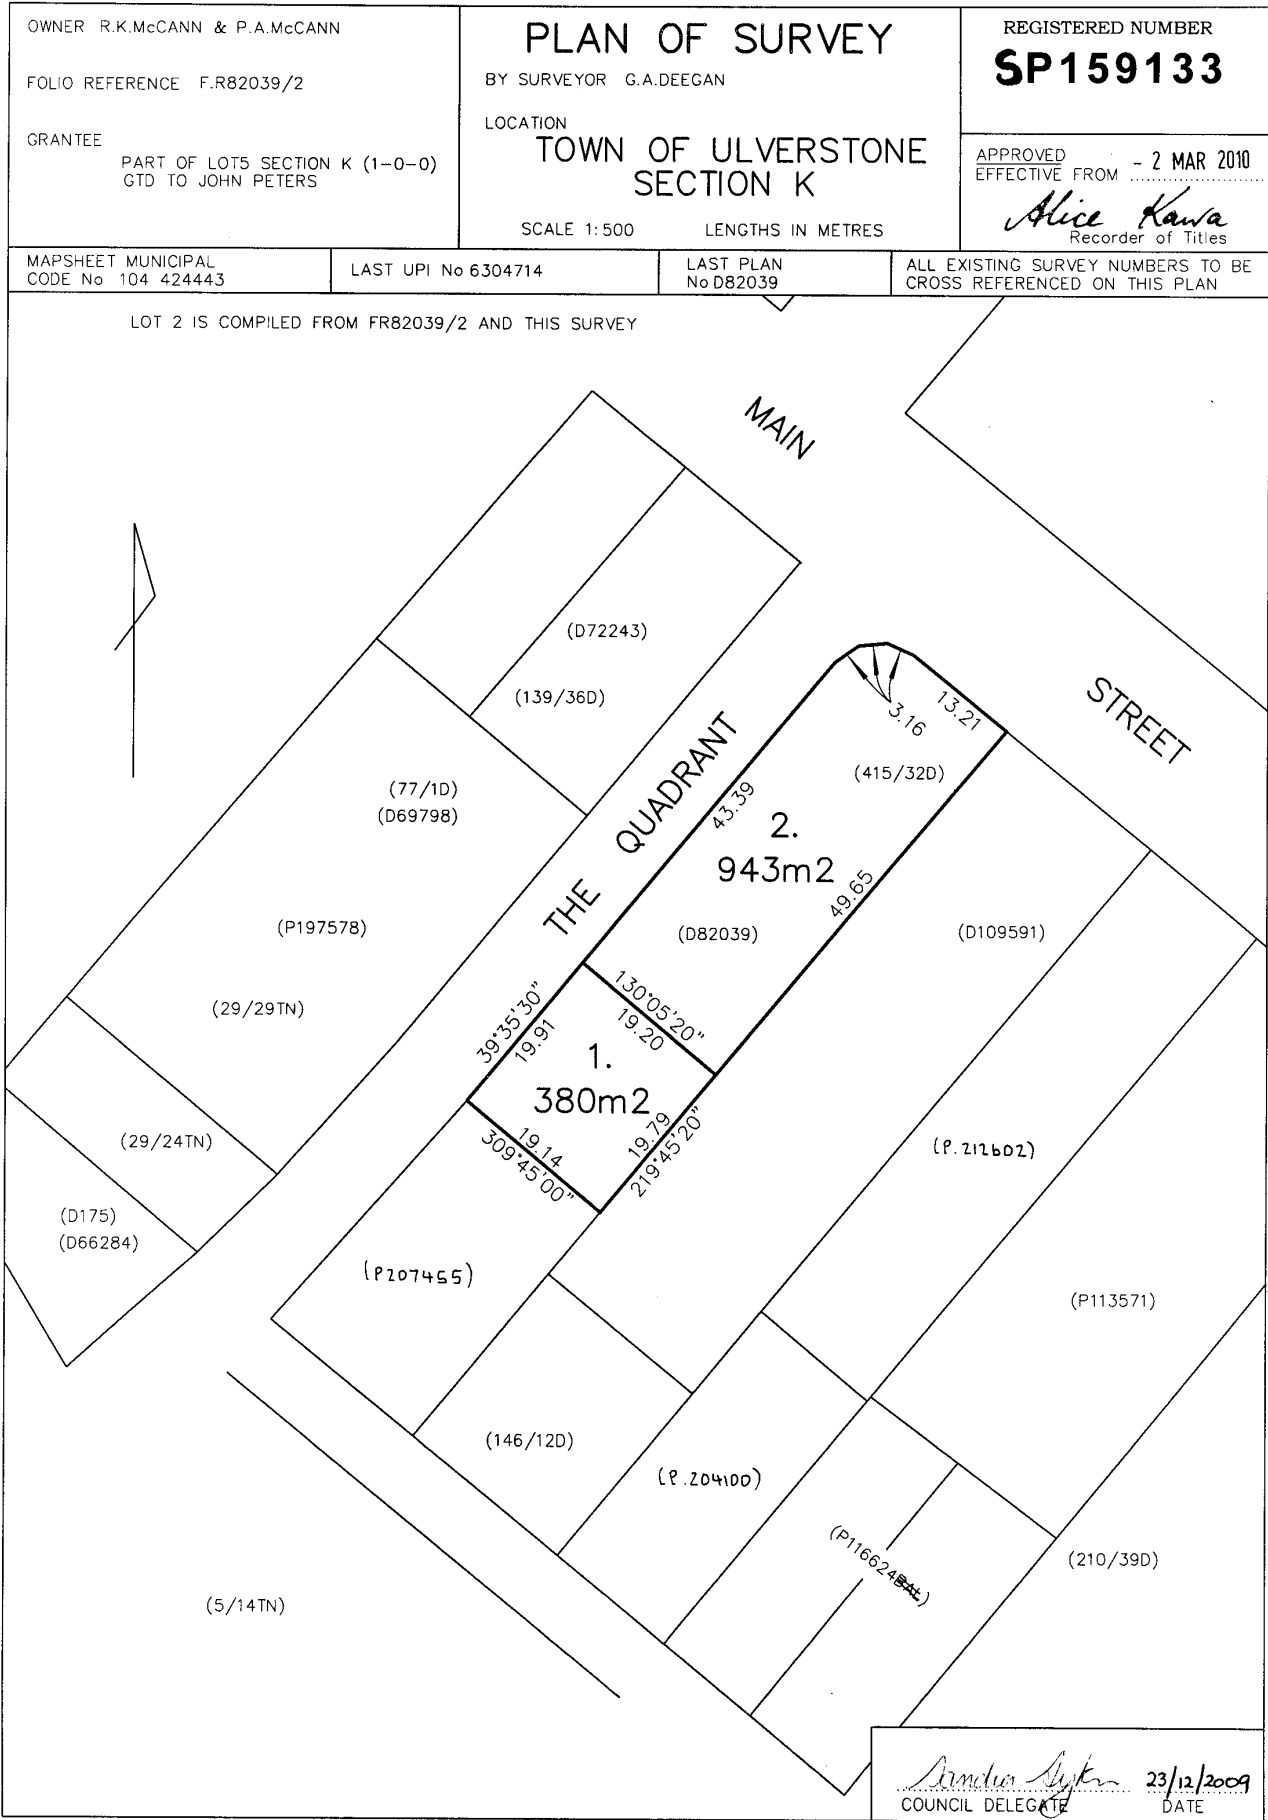 OWNER R.K.McCANN & P.A.McCANN
FOLIO REFERENCE F.R82039/2
GRANTEE
PART OF LOT5 SECTION K (1-0-0)
GTD TO JOHN PETERS
PLAN OF SURVEY
BY SURVEYOR G.A.DEEGAN
LOCATION
TOWN OF ULVERSTONE
SECTION K
SCALE 1:500 LENGTHS IN METRES
REGISTERED NUMBER
SP159133
APPROVED
EFFECTIVE FROM - 2 MAR 2010
Alice Kawa
Recorder of Titles
MAPSHEET MUNICIPAL
CODE No 104 424443
LAST UPI No 6304714
LAST PLAN
No D82039
ALL EXISTING SURVEY NUMBERS TO BE
CROSS REFERENCED ON THIS PLAN
LOT 2 IS COMPILED FROM FR82039/2 AND THIS SURVEY
MAIN
STREET
(D72243)
(139/36D)
3.16
13.21
(415/32D)
(77/1D)
(D69798)
THE QUADRANT
43.39
2.
943m2
49.65
(P197578)
(D82039)
(D109591)
(29/29TN)
39°35'30"
19.91
130°05'20"
19.20
1.
380m2
(29/24TN)
19.14
309°45'00"
19.79
219°45'20"
(P.212602)
(D175)
(D66284)
(P207455)
(P113571)
(146/12D)
(P.204100)
(P116624BAL)
(210/39D)
(5/14TN)
23/12/2009
COUNCIL DELEGATE DATE